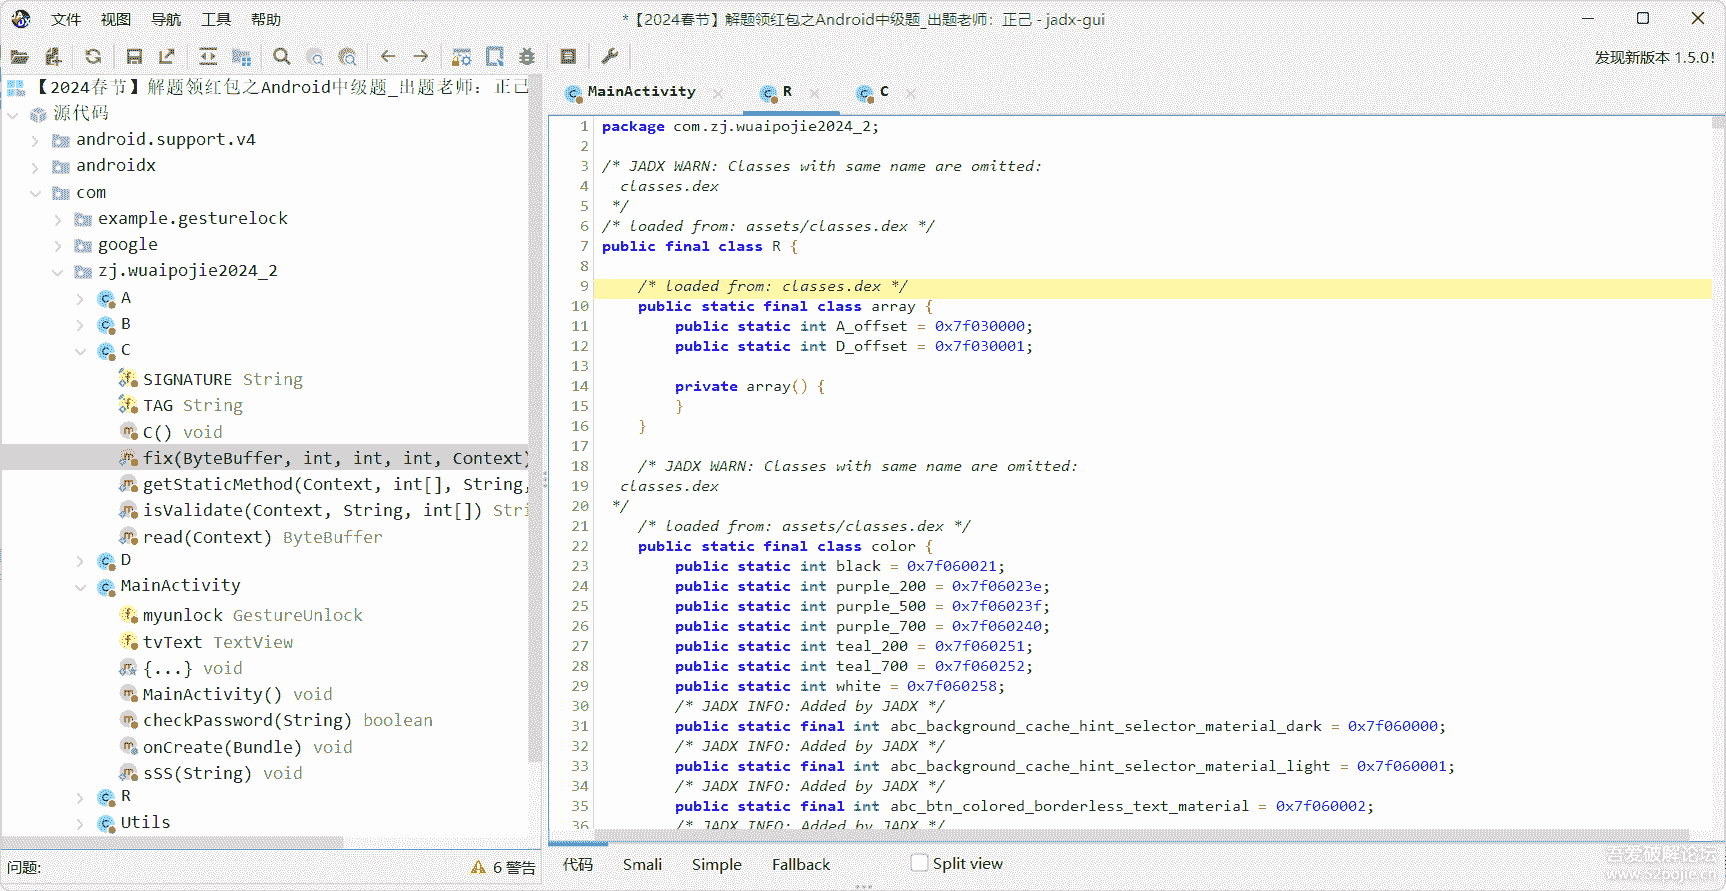 文件 视图 导航 工具 帮助
*【2024春节】解题领红包之Android中级题_出题老师：正己 - jadx-gui
发现新版本 1.5.0!
【2024春节】解题领红包之Android中级题_出题老师：正己
源代码
android.support.v4
androidx
com
example.gesturelock
google
zj.wuaipojie2024_2
A
B
C
SIGNATURE String
TAG String
C() void
fix(ByteBuffer, int, int, int, Context)
getStaticMethod(Context, int[], String,
isValidate(Context, String, int[]) Stri
read(Context) ByteBuffer
D
MainActivity
myunlock GestureUnlock
tvText TextView
{...} void
MainActivity() void
checkPassword(String) boolean
onCreate(Bundle) void
sSS(String) void
R
Utils
问题:
6 警告
MainActivity
R
C
1 package com.zj.wuaipojie2024_2;
2
3 /* JADX WARN: Classes with same name are omitted:
4 classes.dex
5 */
6 /* loaded from: assets/classes.dex */
7 public final class R {
8
9 /* loaded from: classes.dex */
10 public static final class array {
11 public static int A_offset = 0x7f030000;
12 public static int D_offset = 0x7f030001;
13
14 private array() {
15 }
16 }
17
18 /* JADX WARN: Classes with same name are omitted:
19 classes.dex
20 */
21 /* loaded from: assets/classes.dex */
22 public static final class color {
23 public static int black = 0x7f060021;
24 public static int purple_200 = 0x7f06023e;
25 public static int purple_500 = 0x7f06023f;
26 public static int purple_700 = 0x7f060240;
27 public static int teal_200 = 0x7f060251;
28 public static int teal_700 = 0x7f060252;
29 public static int white = 0x7f060258;
30 /* JADX INFO: Added by JADX */
31 public static final int abc_background_cache_hint_selector_material_dark = 0x7f060000;
32 /* JADX INFO: Added by JADX */
33 public static final int abc_background_cache_hint_selector_material_light = 0x7f060001;
34 /* JADX INFO: Added by JADX */
35 public static final int abc_btn_colored_borderless_text_material = 0x7f060002;
36 /* JADX INFO: Added by JADX */
代码 Smali Simple Fallback Split view
吾爱破解论坛
www.52pojie.cn